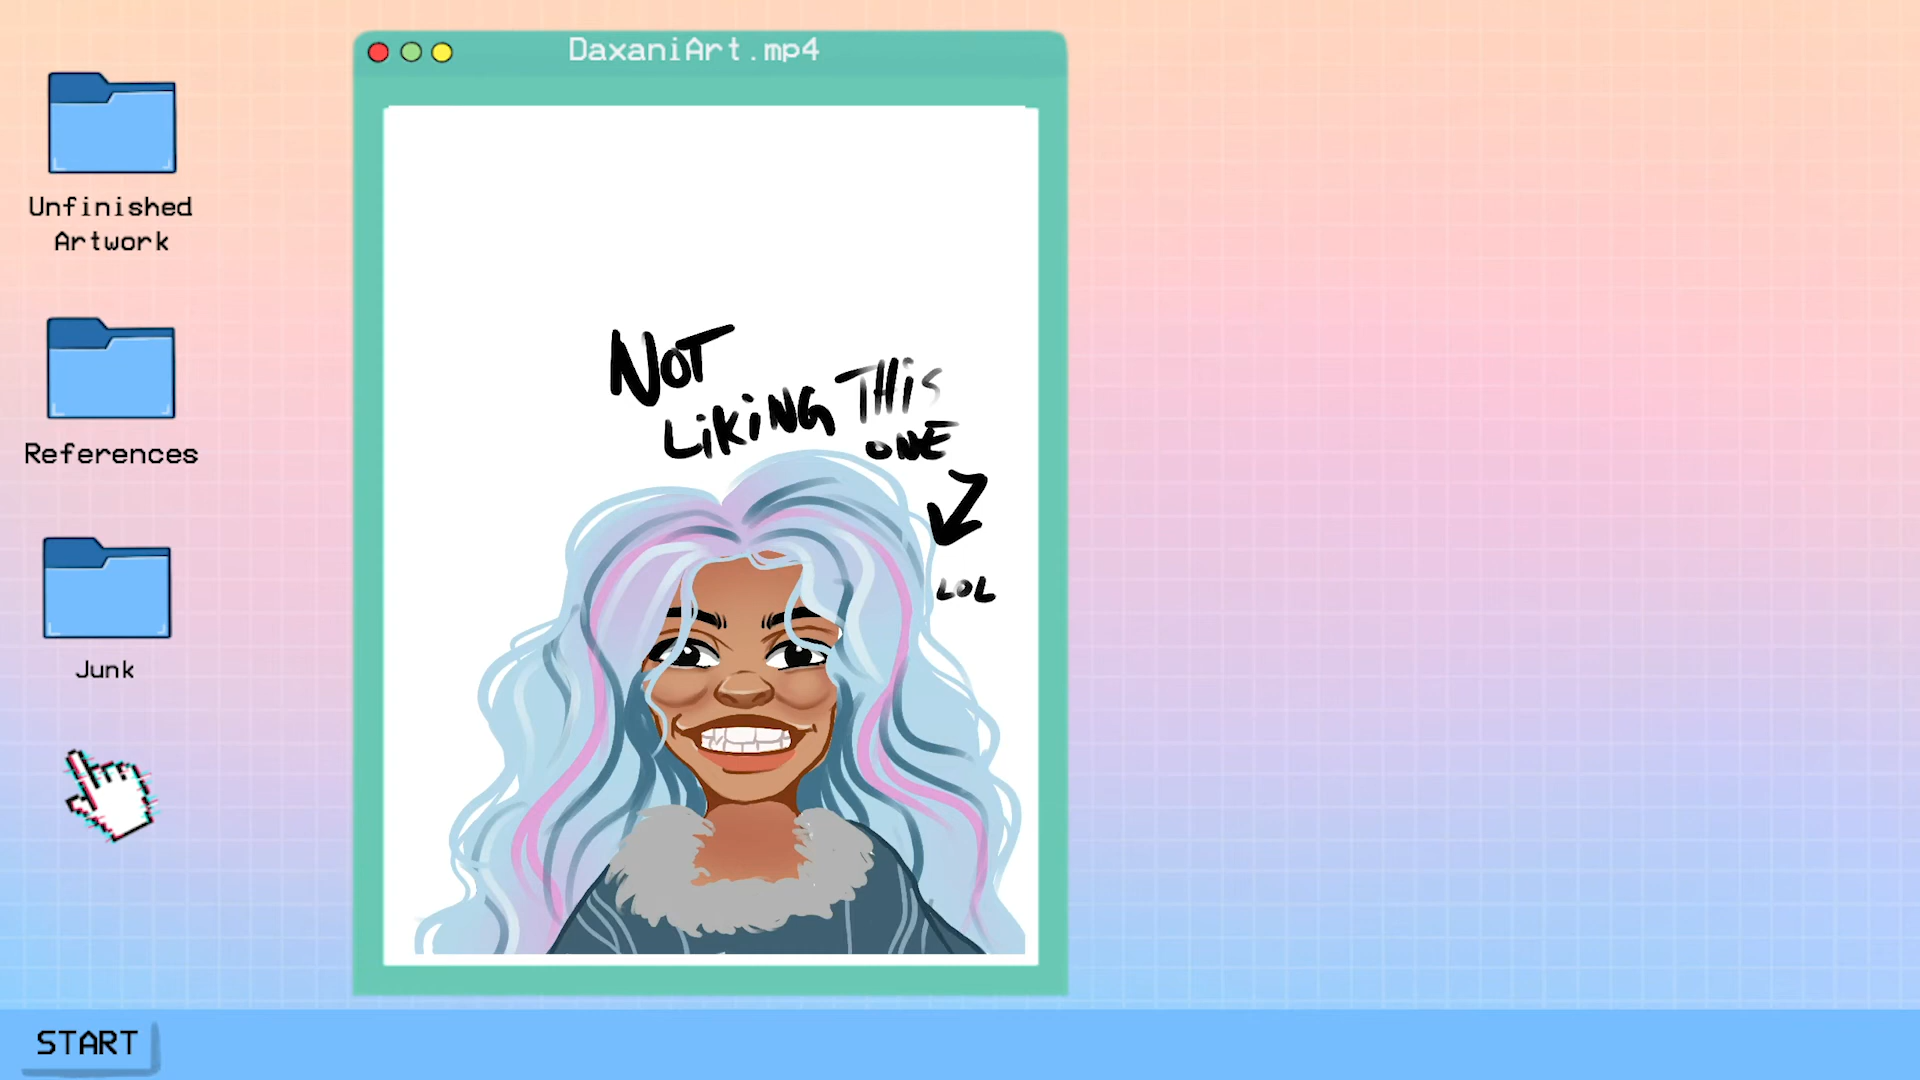 DaxaniArt.mp4
Unfinished
Artwork
References
Junk
NOT
LiKiNG THiS
ONE
LOL
START